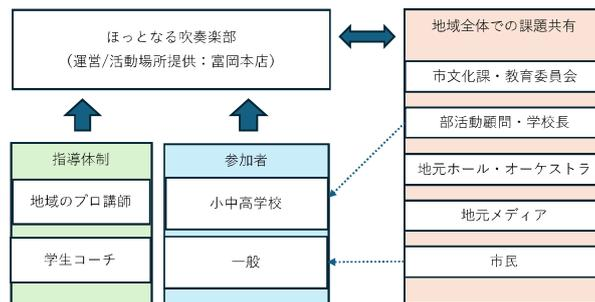 ほっとなる吹奏楽部
（運営/活動場所提供：富岡本店）
指導体制
地域のプロ講師
学生コーチ
参加者
小中高学校
一般
地域全体での課題共有
市文化課・教育委員会
部活動顧問・学校長
地元ホール・オーケストラ
地元メディア
市民